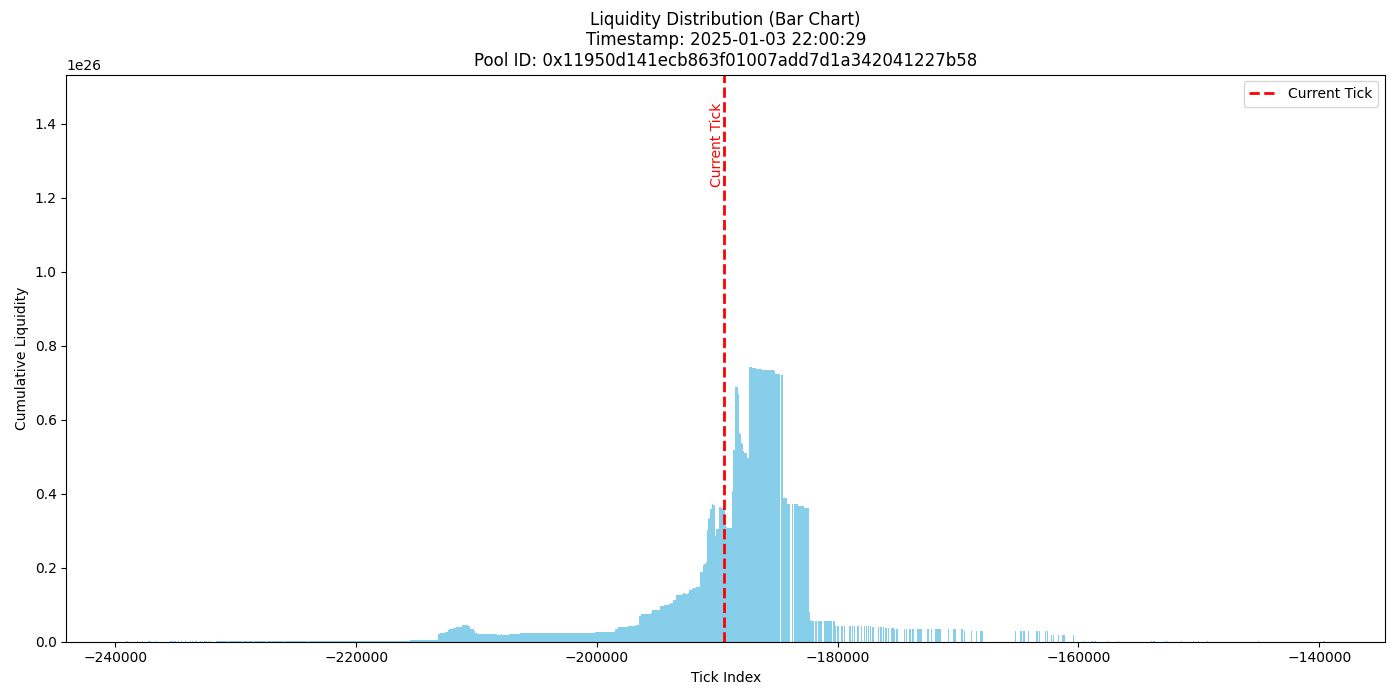 Liquidity Distribution (Bar Chart)
Timestamp: 2025-01-03 22:00:29
Pool ID: 0x11950d141ecb863f01007add7d1a342041227b58
1e26
Current Tick
Current Tick
1.4
1.2
1.0
0.8
0.6
0.4
0.2
0.0
Cumulative Liquidity
−240000
−220000
−200000
−180000
−160000
−140000
Tick Index